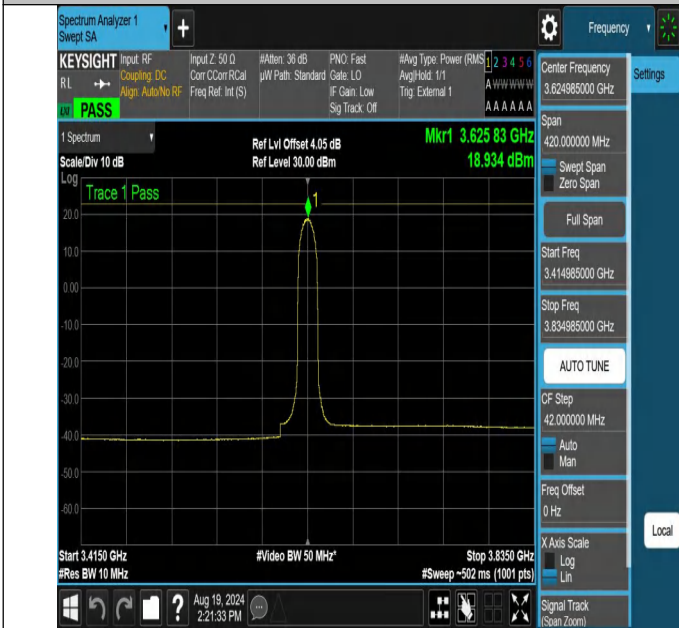 Spectrum Analyzer 1
Swept SA
Frequency
KEYSIGHT
RL
PASS
Input: RF
Coupling: DC
Align: Auto/No RF
Input Z: 50 Ω
Corr CCorr RCal
Freq Ref: Int (S)
#Atten: 36 dB
µW Path: Standard
PNO: Fast
Gate: LO
IF Gain: Low
Sig Track: Off
#Avg Type: Power (RMS
Avg|Hold: 1/1
Trig: External 1
1 2 3 4 5 6
A W W W W W
A A A A A A
1 Spectrum
Scale/Div 10 dB
Ref Lvl Offset 4.05 dB
Ref Level 30.00 dBm
Mkr1 3.625 83 GHz
18.934 dBm
Log
Trace 1 Pass
1
20.0
10.0
0.00
-10.0
-20.0
-30.0
-40.0
-50.0
-60.0
Start 3.4150 GHz
#Res BW 10 MHz
#Video BW 50 MHz*
Stop 3.8350 GHz
#Sweep ~502 ms (1001 pts)
Aug 19, 2024
2:21:33 PM
Center Frequency
3.624985000 GHz
Span
420.000000 MHz
Swept Span
Zero Span
Full Span
Start Freq
3.414985000 GHz
Stop Freq
3.834985000 GHz
AUTO TUNE
CF Step
42.000000 MHz
Auto
Man
Freq Offset
0 Hz
X Axis Scale
Log
Lin
Signal Track
(Span Zoom)
Settings
Local